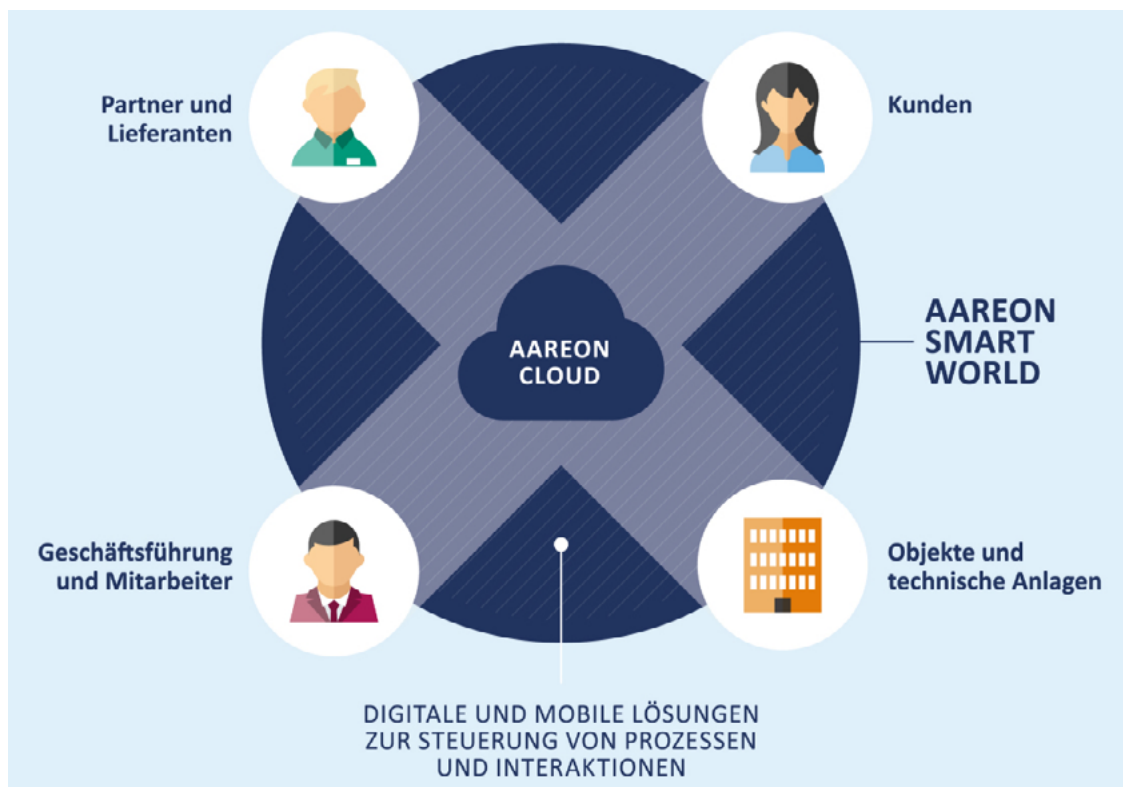 Partner und
Lieferanten
Kunden
AAREON
CLOUD
AAREON
SMART
WORLD
Geschäftsführung
und Mitarbeiter
Objekte und
technische Anlagen
DIGITALE UND MOBILE LÖSUNGEN
ZUR STEUERUNG VON PROZESSEN
UND INTERAKTIONEN